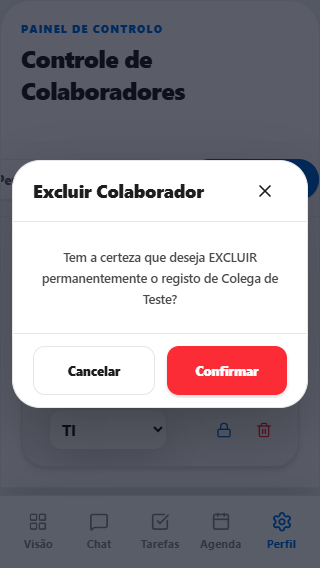 PAINEL DE CONTROLO
Controle de
Colaboradores
Excluir Colaborador
Tem a certeza que deseja EXCLUIR
permanentemente o registo de Colega de
Teste?
Cancelar
Confirmar
TI
Visão
Chat
Tarefas
Agenda
Perfil